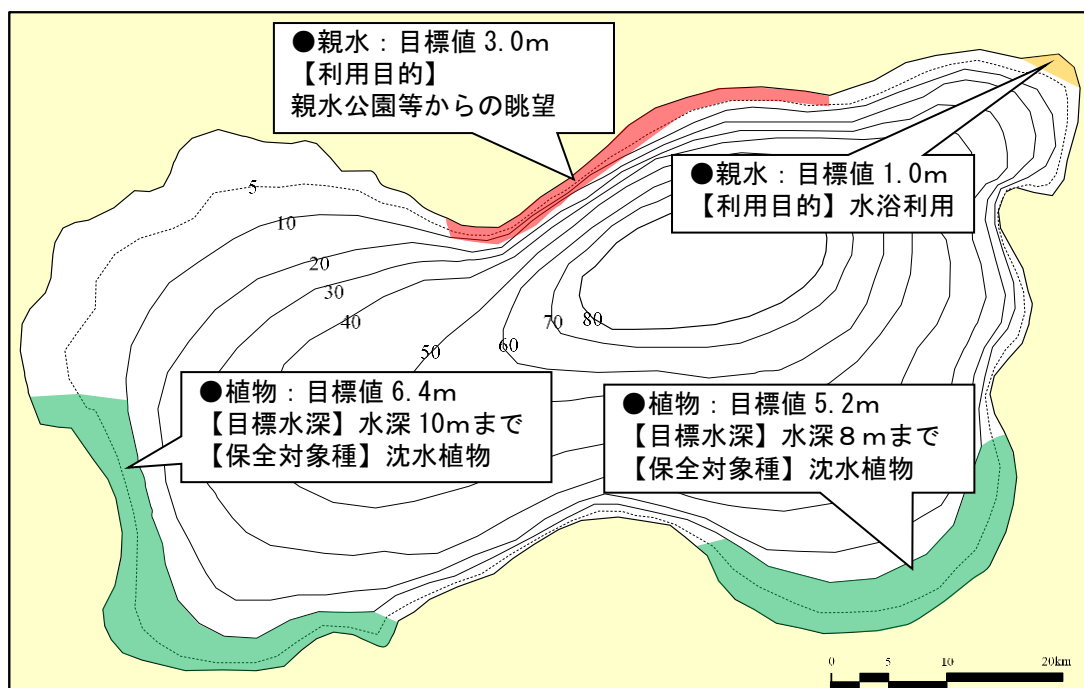 ●親水：目標値 3.0m
【利用目的】
親水公園等からの眺望
●親水：目標値 1.0m
【利用目的】水浴利用
5
10
20
30
40
50
60
70
80
●植物：目標値 6.4m
【目標水深】水深 10mまで
【保全対象種】沈水植物
●植物：目標値 5.2m
【目標水深】水深８mまで
【保全対象種】沈水植物
0 5 10 20km